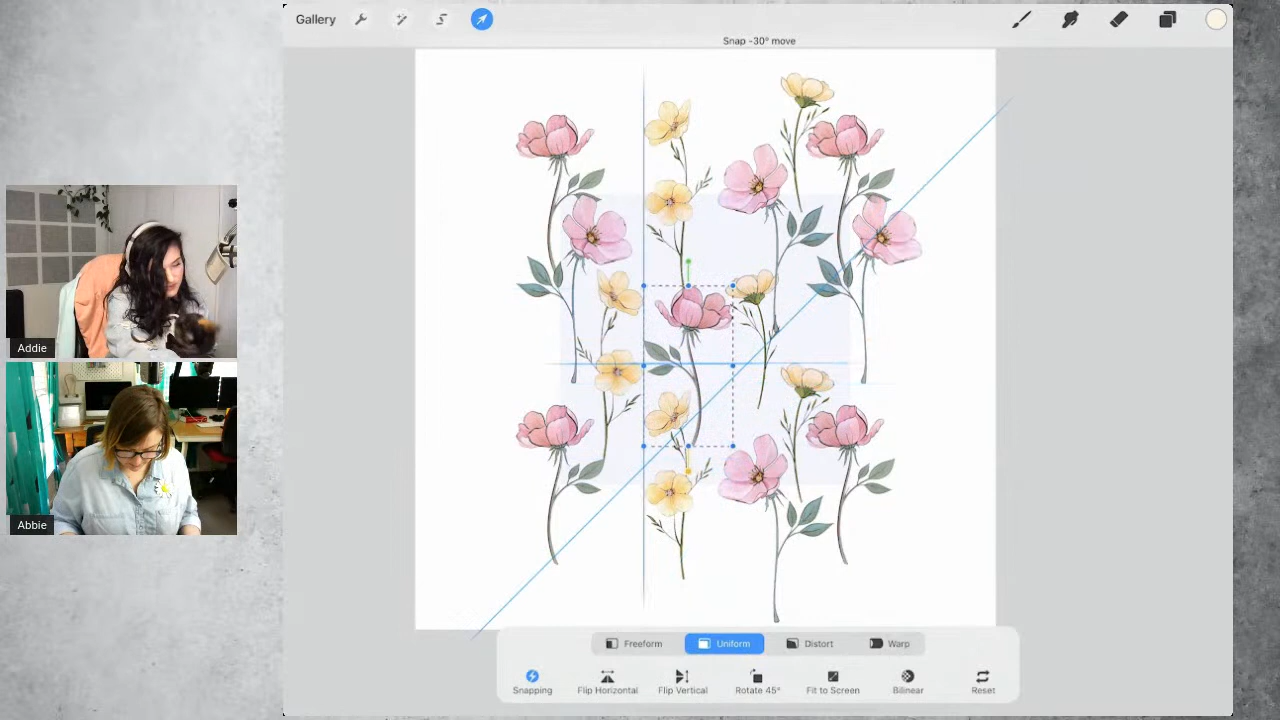 Gallery
Snap -30° move
Addie
Abbie
Freeform Uniform Distort Warp
Snapping Flip Horizontal Flip Vertical Rotate 45° Fit to Screen Bilinear Reset